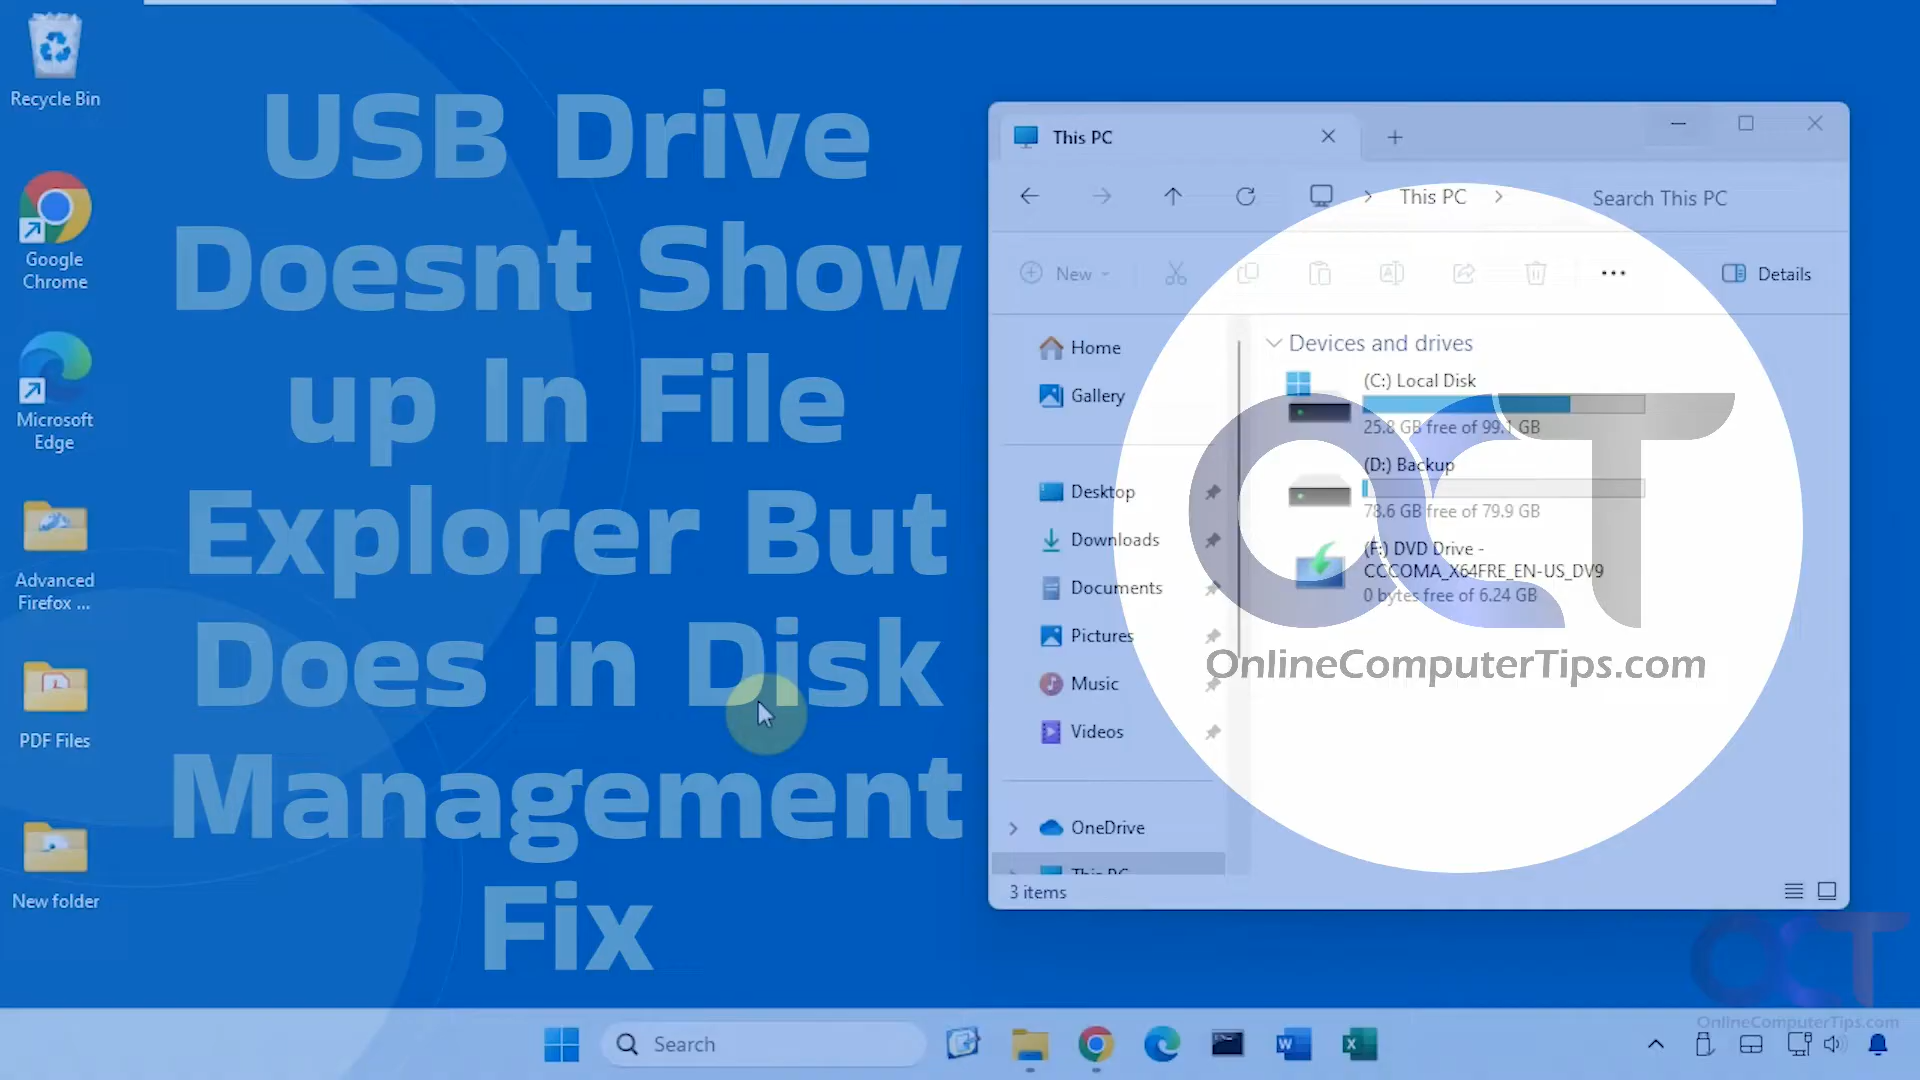 Recycle Bin
Google
Chrome
Microsoft
Edge
Advanced
Firefox ...
PDF Files
New folder
USB Drive
Doesnt Show
up In File
Explorer But
Does in Disk
Management
Fix
This PC
This PC
Search This PC
New
Details
Home
Gallery
Desktop
Downloads
Documents
Pictures
Music
Videos
OneDrive
This PC
3 items
Devices and drives
(C:) Local Disk
25.8 GB free of 99.1 GB
(D:) Backup
78.6 GB free of 79.9 GB
(F:) DVD Drive -
CCCOMA_X64FRE_EN-US_DV9
0 bytes free of 6.24 GB
OCT
OnlineComputerTips.com
OCT
OnlineComputerTips.com
Search